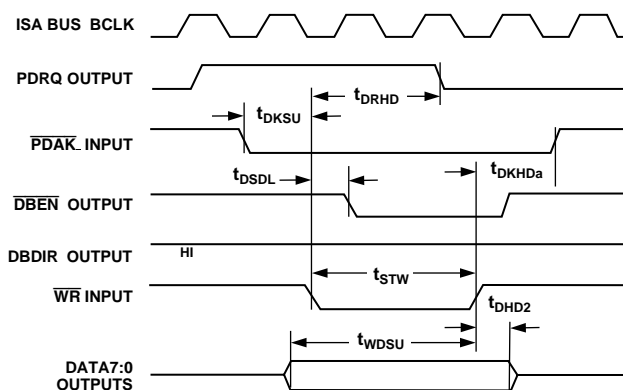 ISA BUS BCLK
PDRQ OUTPUT
tDRHD
tDKSU
PDAK INPUT
tDKHDa
tDSDL
DBEN OUTPUT
DBDIR OUTPUT
HI
tSTW
WR INPUT
tDHD2
tWDSU
DATA7:0
OUTPUTS